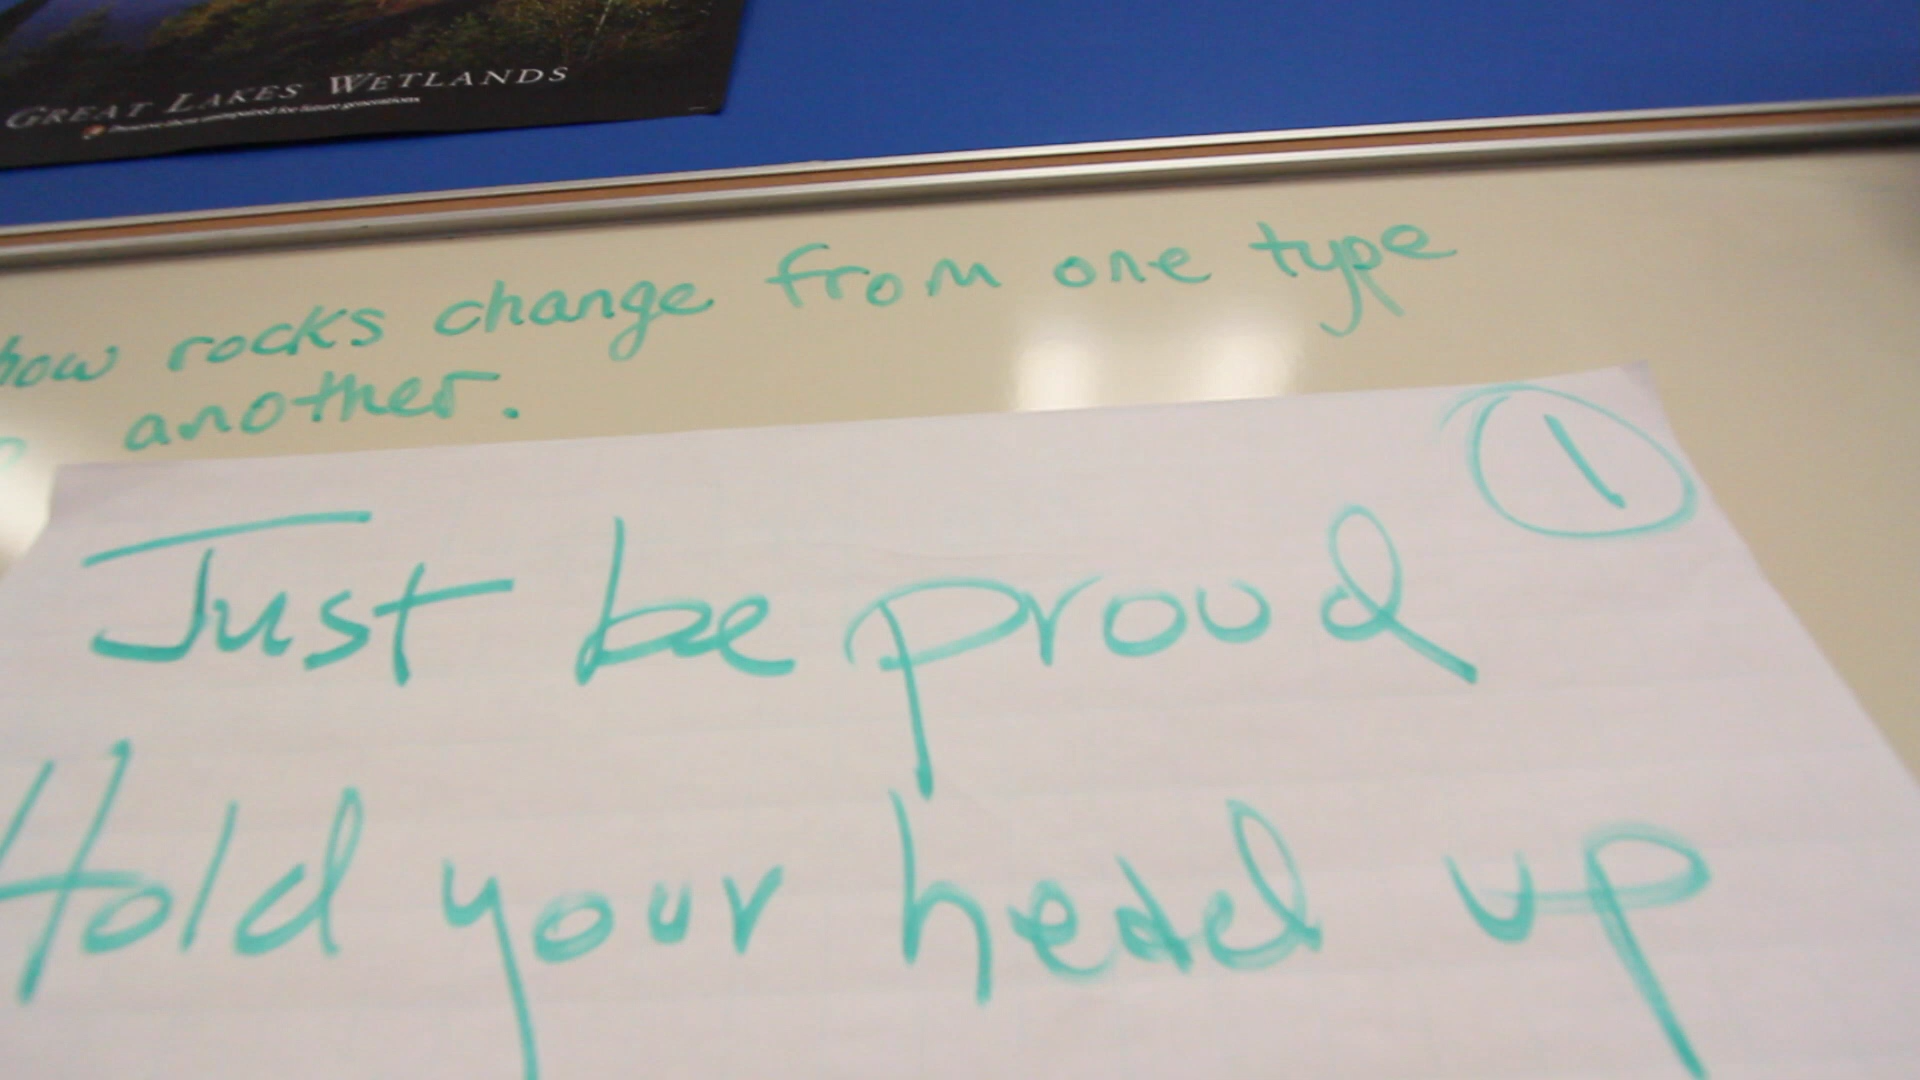 GREAT LAKES WETLANDS
how rocks change from one type
another.
1
Just be proud
Hold your head up